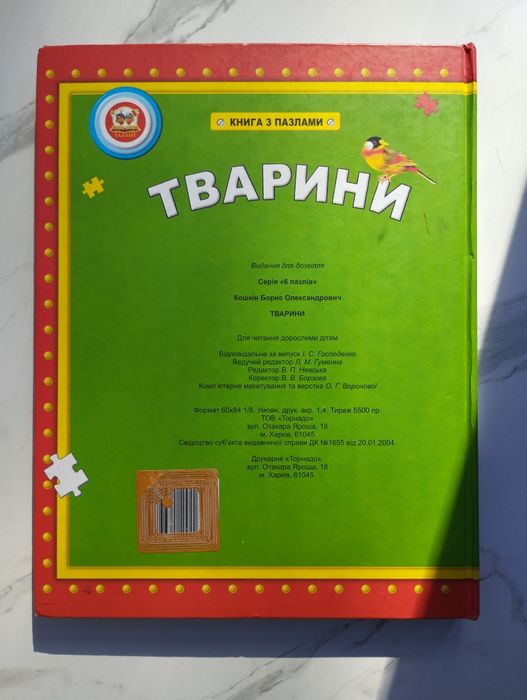 ТАЛАНТ
КНИГА З ПАЗЛАМИ
ТВАРИНИ
Видання для дозвілля
Серія «6 пазлів»
Кошкін Борис Олександрович
ТВАРИНИ
Для читання дорослими дітям
Відповідальна за випуск І. С. Господенко
Ведучий редактор Л. М. Гуменна
Редактор В. П. Невська
Коректор В. В. Борзова
Комп'ютерне макетування та верстка О. Г. Воронової
Формат 60х84 1/8. Умовн. друк. арк. 1,4. Тираж 5500 пр.
ТОВ «Торнадо»
вул. Отакара Яроша, 18
м. Харків, 61045
Свідоцтво суб'єкта видавничої справи ДК №1655 від 20.01.2004.
Друкарня «Торнадо».
вул. Отакара Яроша, 18
м. Харків, 61045.